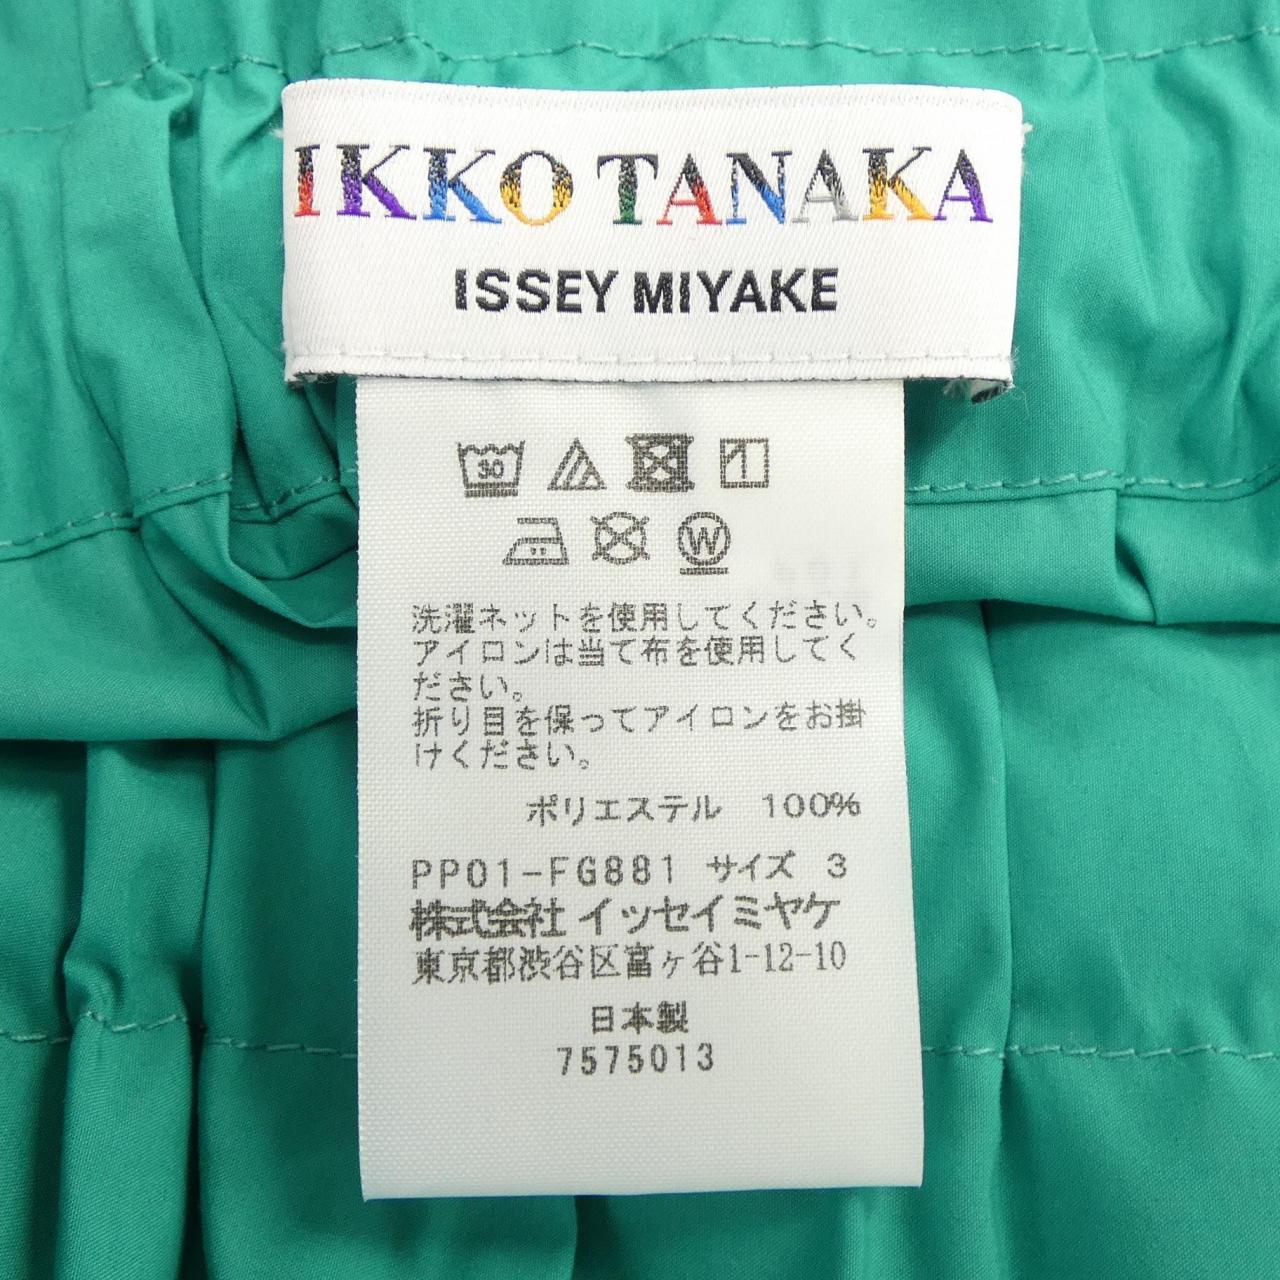 IKKO TANAKA
ISSEY MIYAKE
30
W
洗濯ネットを使用してください。
アイロンは当て布を使用してく
ださい。
折り目を保ってアイロンをお掛
けください。
ポリエステル 100%
PP01-FG881 サイズ 3
株式会社 イッセイミヤケ
東京都渋谷区富ヶ谷1-12-10
日本製
7575013